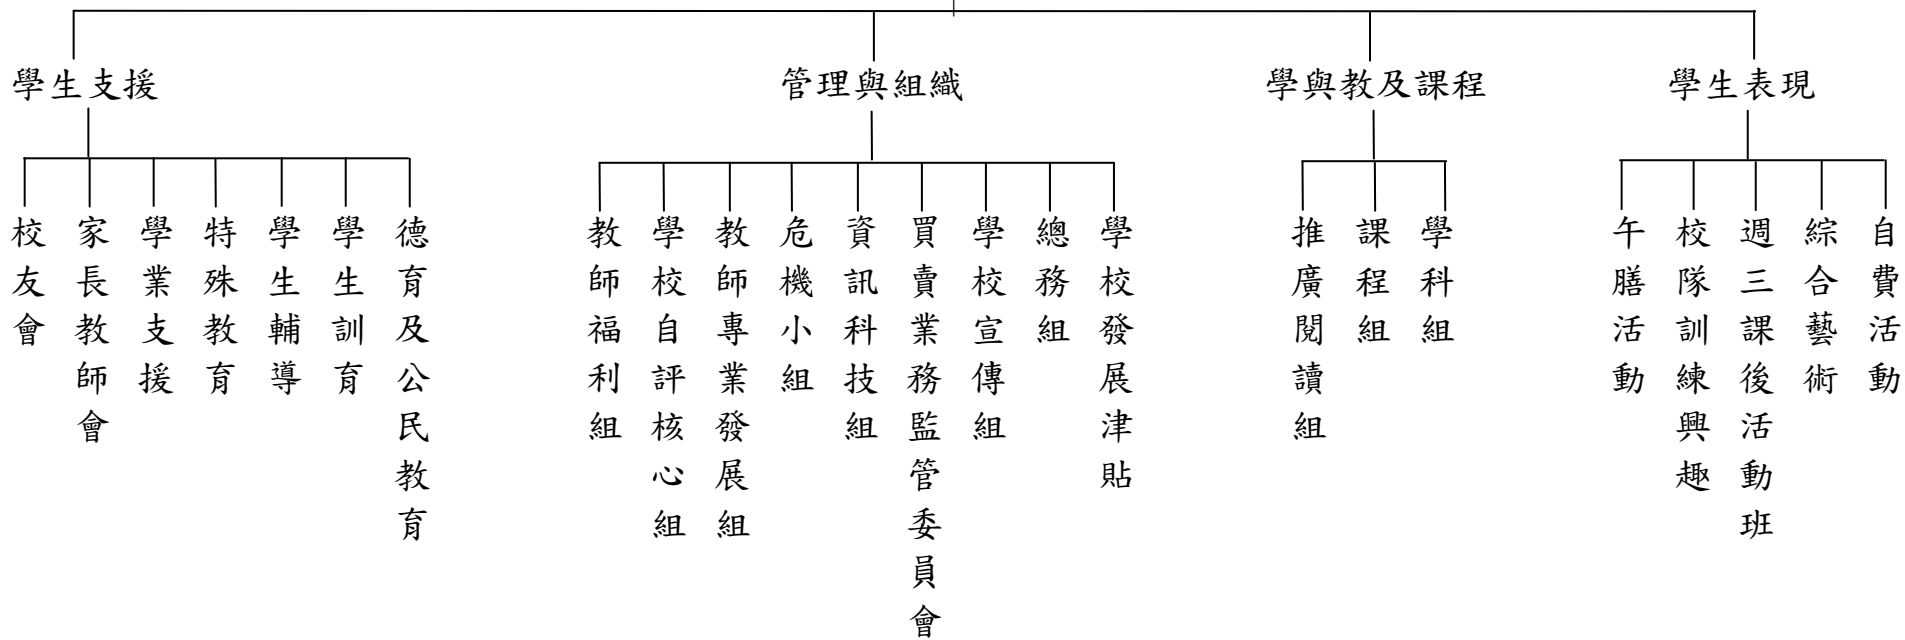 學生支援
管理與組織
學與教及課程
學生表現
校友會
家長教師會
學業支援
特殊教育
學生輔導
學生訓育
德育及公民教育
教師福利組
學校自評核心組
教師專業發展組
危機小組
資訊科技組
買賣業務監管委員會
學校宣傳組
總務組
學校發展津貼
推廣閱讀組
課程組
學科組
午膳活動
校隊訓練興趣
週三課後活動班
綜合藝術
自費活動